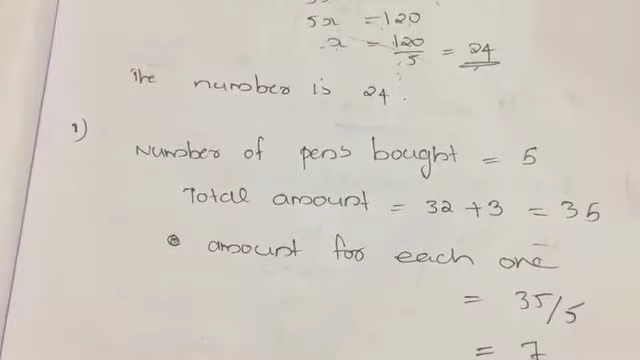 5x = 120
x = 120/5 = 24
The number is 24.
1)
Number of pens bought = 5
Total amount = 32 + 3 = 35
amount for each one
= 35/5
= 7